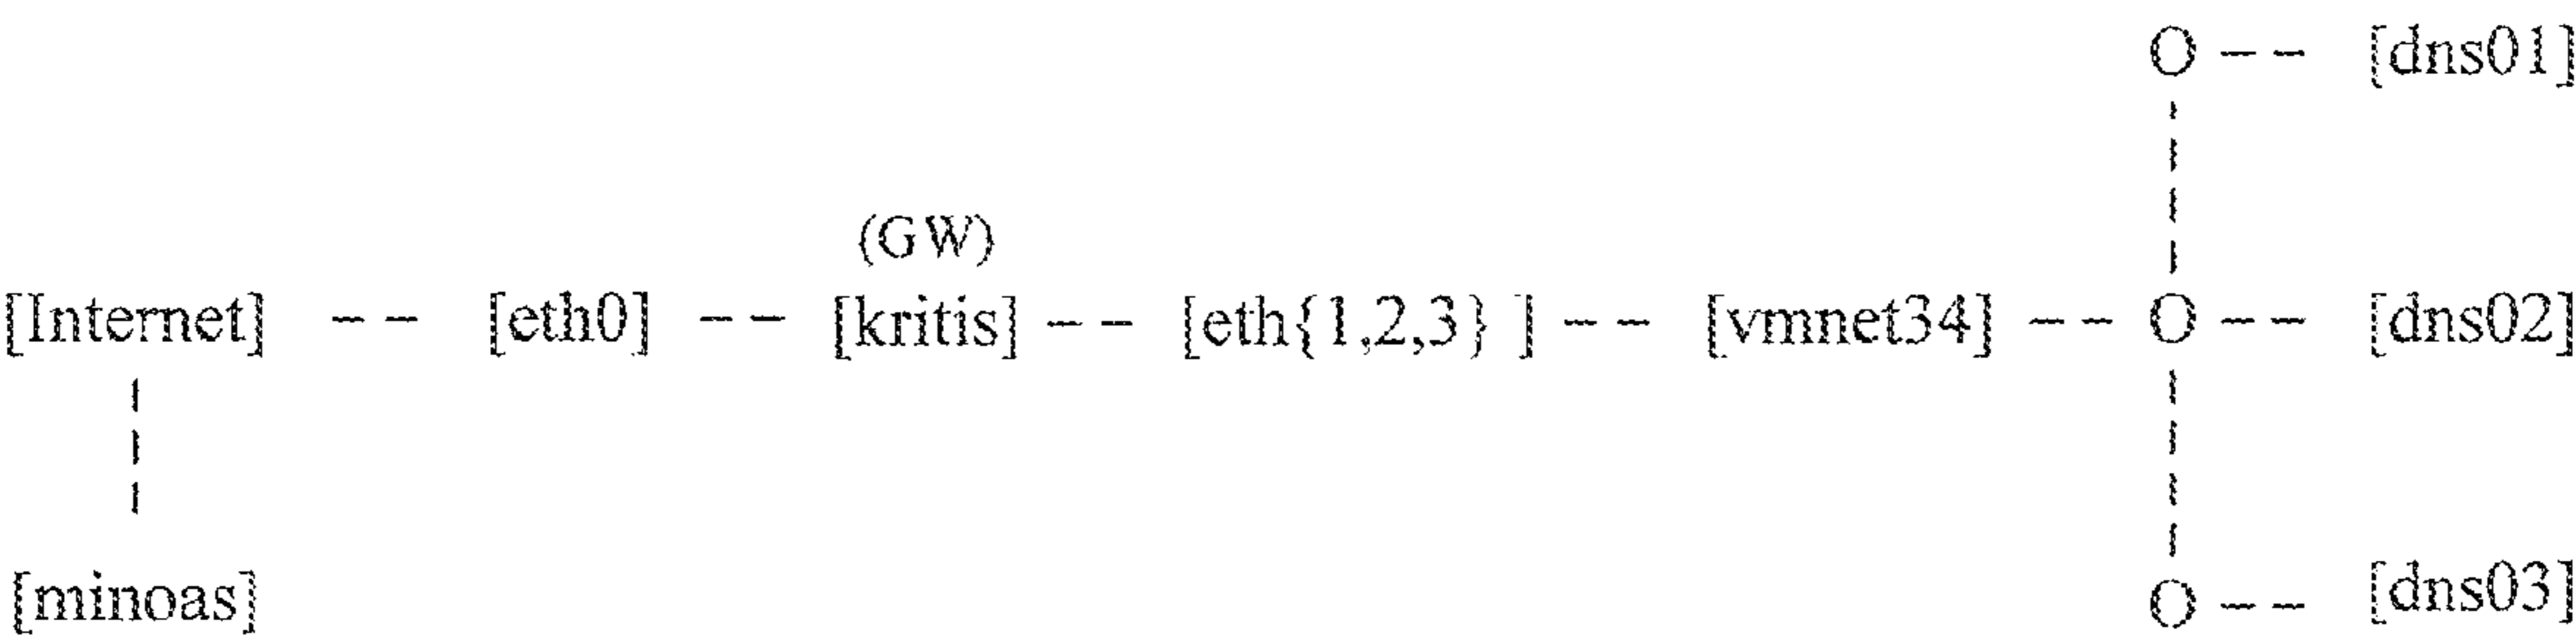 O -- [dns01]
(GW)
[Internet] -- [eth0] -- [kritis] -- [eth{1,2,3} ] -- [vmnet34] -- O -- [dns02]
[minoas] O -- [dns03]